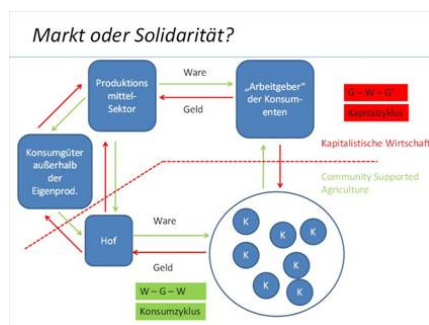 Markt oder Solidarität?
Produktions
mittel-
Sektor
Ware
Geld
„Arbeitgeber"
der Konsum-
enten
G – W – G'
Kapitalzyklus
Konsumgüter
außerhalb
der
Eigenprod.
Kapitalistische Wirtschaft
Community Supported
Agriculture
Hof
Ware
Geld
K
K
K
K
K
K
K
K
W – G – W
Konsumzyklus